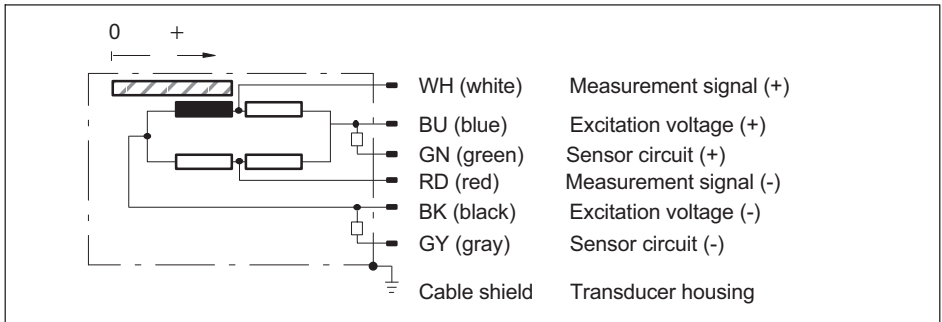 0 +
WH (white) Measurement signal (+)
BU (blue) Excitation voltage (+)
GN (green) Sensor circuit (+)
RD (red) Measurement signal (-)
BK (black) Excitation voltage (-)
GY (gray) Sensor circuit (-)
Cable shield Transducer housing